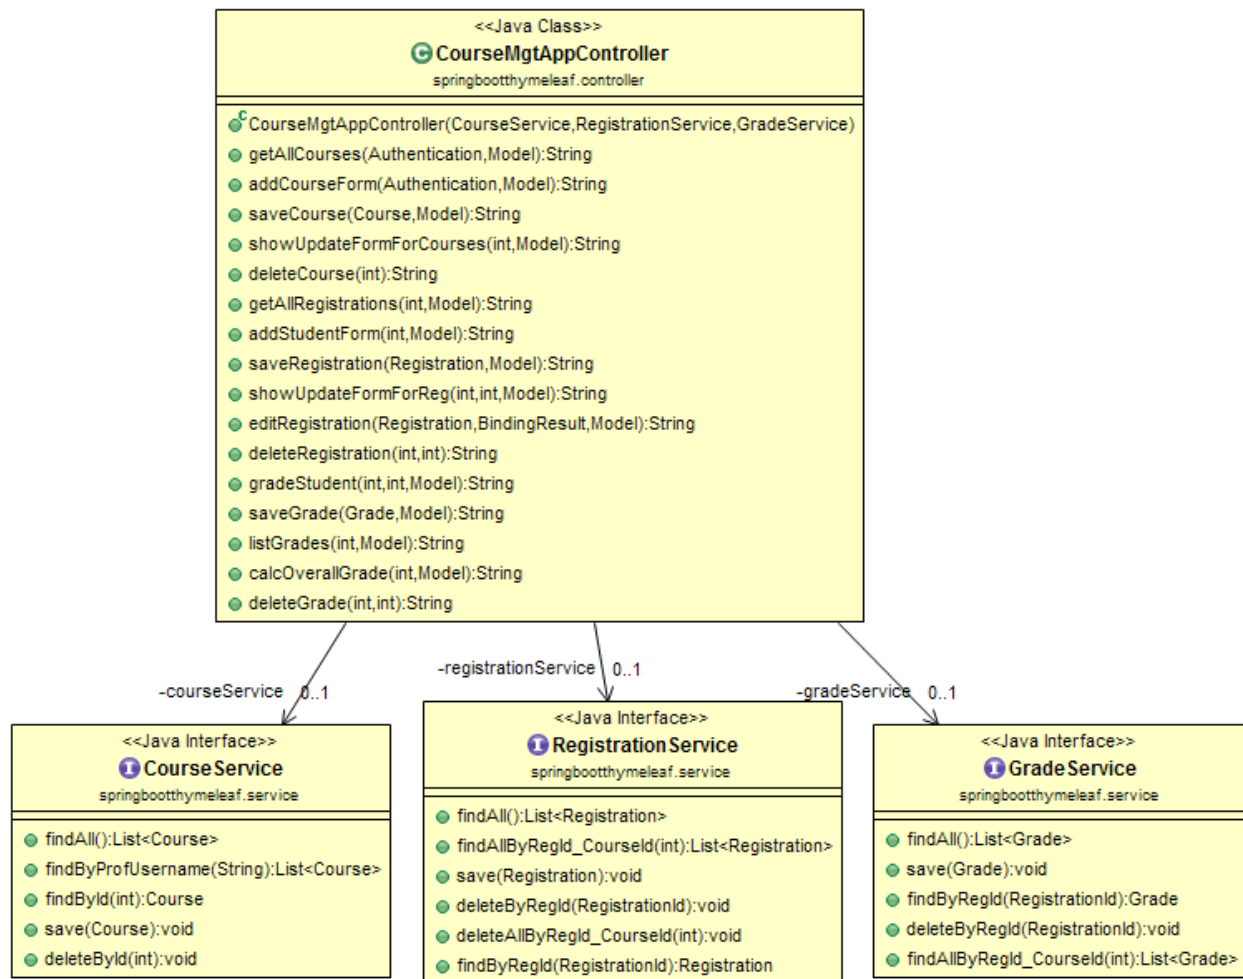 <<Java Class>>
CourseMgtAppController
springbootthymeleaf.controller
CourseMgtAppController(CourseService,RegistrationService,GradeService)
getAllCourses(Authentication,Model):String
addCourseForm(Authentication,Model):String
saveCourse(Course,Model):String
showUpdateFormForCourses(int,Model):String
deleteCourse(int):String
getAllRegistrations(int,Model):String
addStudentForm(int,Model):String
saveRegistration(Registration,Model):String
showUpdateFormForReg(int,int,Model):String
editRegistration(Registration,BindingResult,Model):String
deleteRegistration(int,int):String
gradeStudent(int,int,Model):String
saveGrade(Grade,Model):String
listGrades(int,Model):String
calcOverallGrade(int,Model):String
deleteGrade(int,int):String
-courseService 0..1
-registrationService 0..1
-gradeService 0..1
<<Java Interface>>
CourseService
springbootthymeleaf.service
findAll():List<Course>
findByProfUsername(String):List<Course>
findById(int):Course
save(Course):void
deleteById(int):void
<<Java Interface>>
RegistrationService
springbootthymeleaf.service
findAll():List<Registration>
findAllByRegId_CourseId(int):List<Registration>
save(Registration):void
deleteByRegId(RegistrationId):void
deleteAllByRegId_CourseId(int):void
findByRegId(RegistrationId):Registration
<<Java Interface>>
GradeService
springbootthymeleaf.service
findAll():List<Grade>
save(Grade):void
findByRegId(RegistrationId):Grade
deleteByRegId(RegistrationId):void
findAllByRegId_CourseId(int):List<Grade>